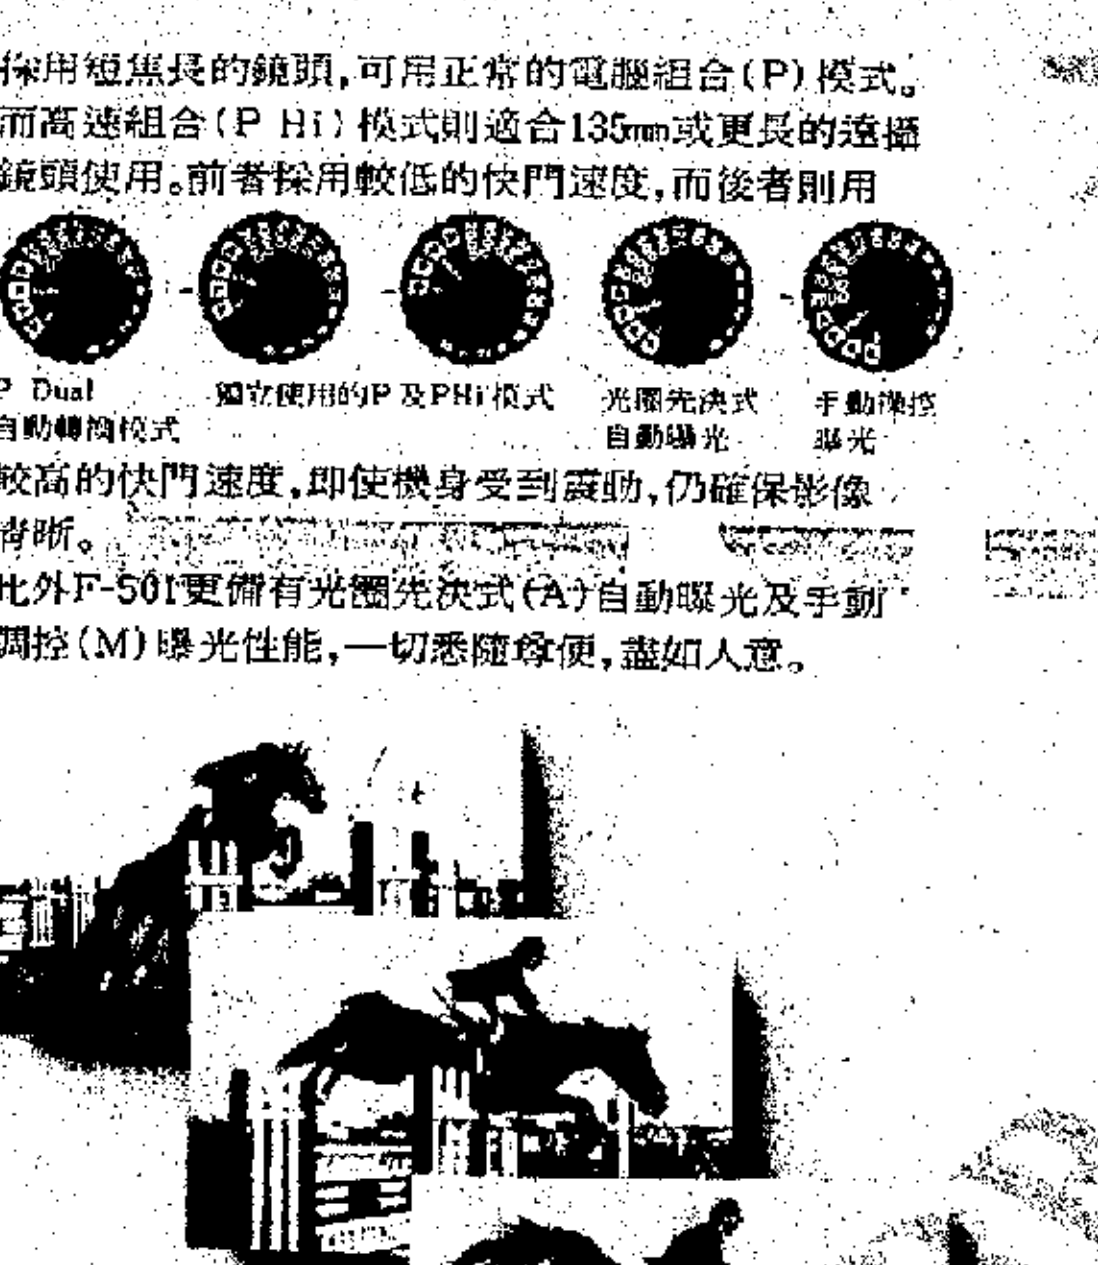 採用短焦長的鏡頭,可用正常的電腦組合(P)模式。
而高速組合(P Hi)模式則適合135mm或更長的遠攝
鏡頭使用。前者採用較低的快門速度,而後者則用
P Dual
自動轉換模式
獨立使用的P及PHi模式
光圈先決式
自動曝光
手動操控
曝光
較高的快門速度,即使機身受到震動,仍確保影像
清晰。
此外F-501更備有光圈先決式(A)自動曝光及手動
調控(M)曝光性能,一切悉隨尊便,盡如人意。